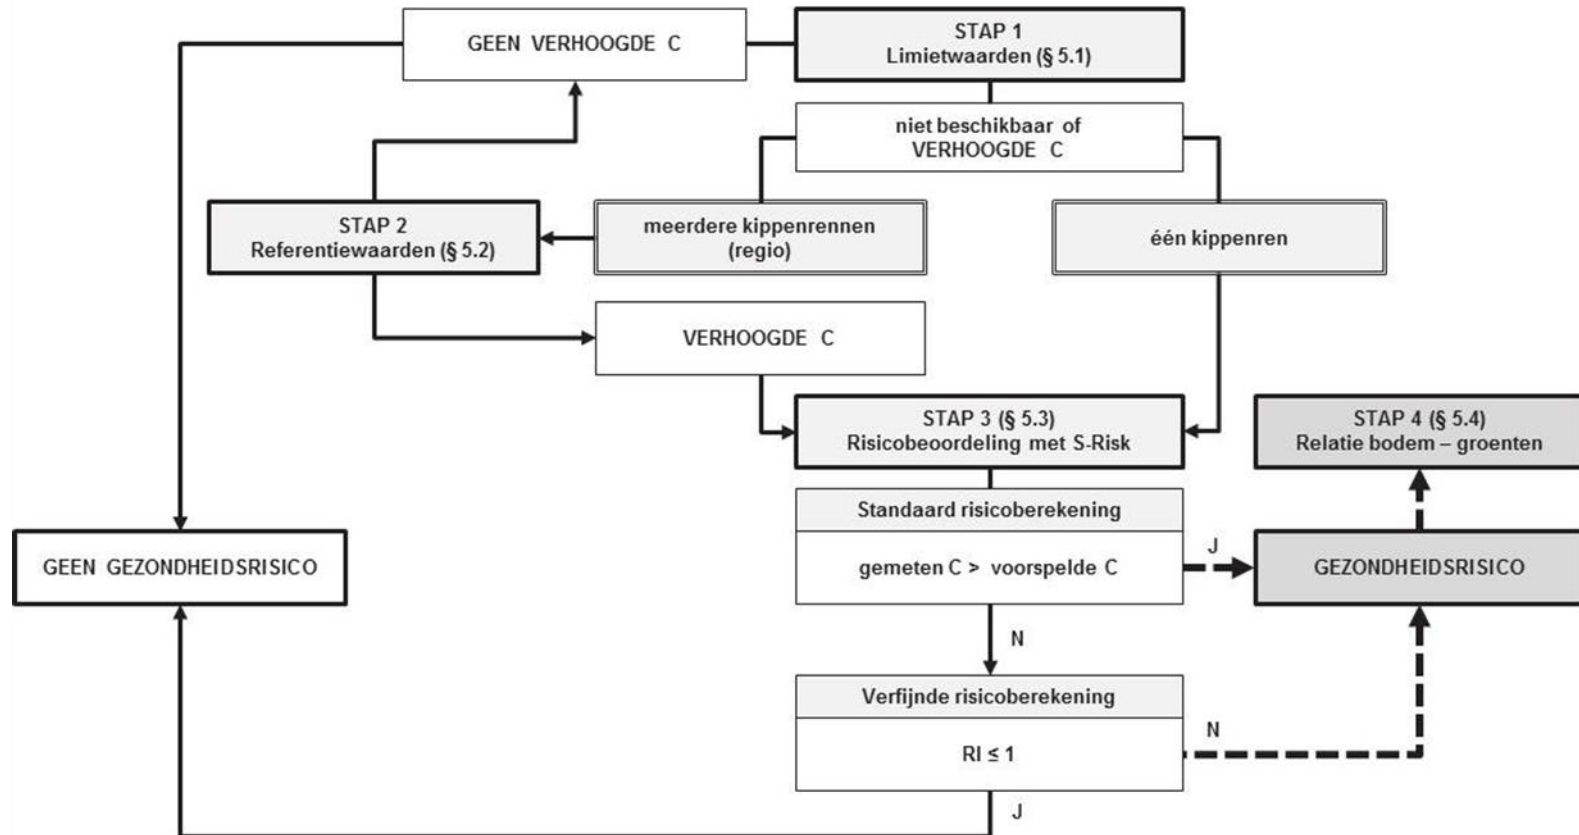 GEEN VERHOOGDE C
STAP 1
Limietwaarden (§ 5.1)
niet beschikbaar of
VERHOOGDE C
STAP 2
Referentiewaarden (§ 5.2)
meerdere kippenrennen
(regio)
één kippenren
VERHOOGDE C
STAP 3 (§ 5.3)
Risicobeoordeling met S-Risk
STAP 4 (§ 5.4)
Relatie bodem – groenten
Standaard risicoberekening
gemeten C > voorspelde C
J
GEZONDHEIDSRISICO
GEEN GEZONDHEIDSRISICO
N
Verfijnde risicoberekening
RI ≤ 1
N
J